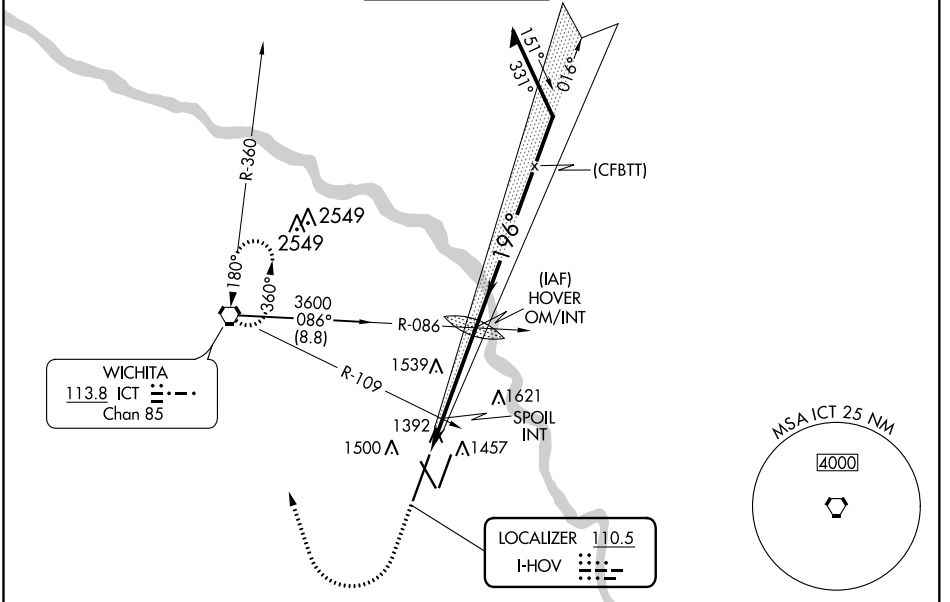 151°
331°
016°
(CFBTT)
196°
R-360
2549
2549
180°
360°
(IAF)
HOVER
OM/INT
3600
086°
(8.8)
R-086
WICHITA
113.8 ICT
Chan 85
R-109
1539
1621
SPOIL
INT
1392
1500
1457
MSA ICT 25 NM
4000
LOCALIZER 110.5
I-HOV
x